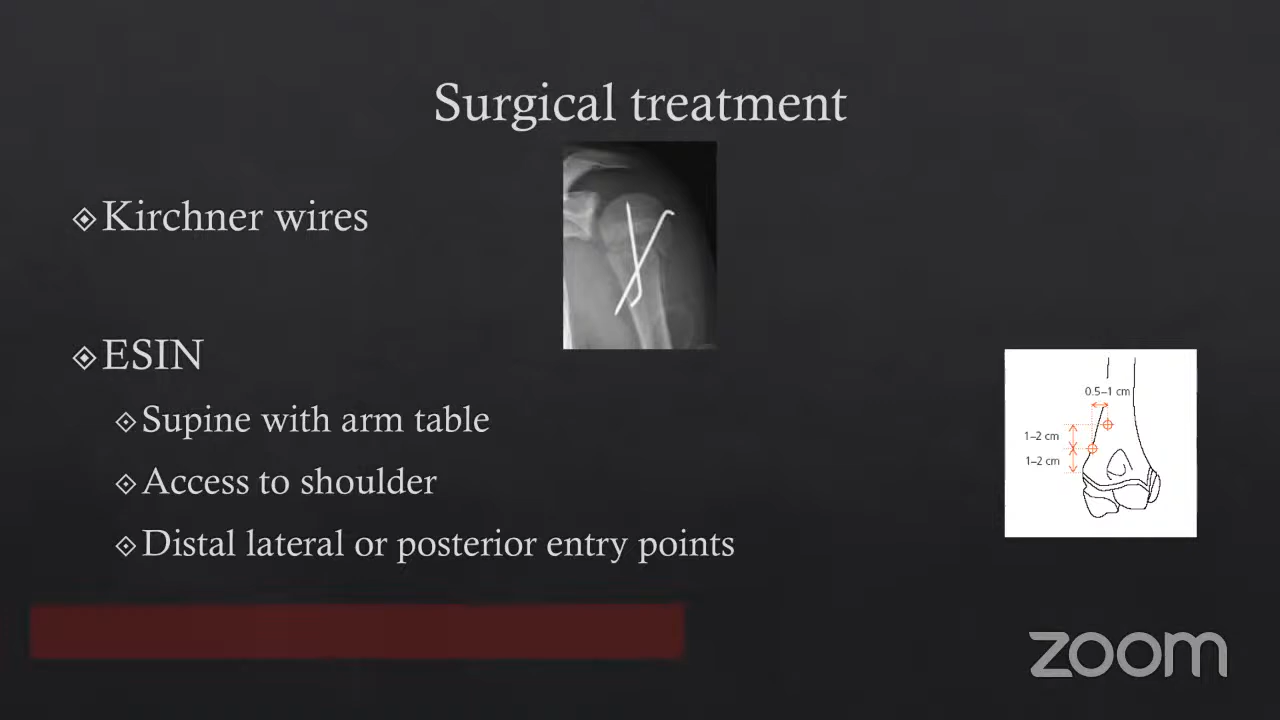 Surgical treatment
Kirchner wires
ESIN
Supine with arm table
Access to shoulder
Distal lateral or posterior entry points
0.5–1 cm
1–2 cm
1–2 cm
zoom